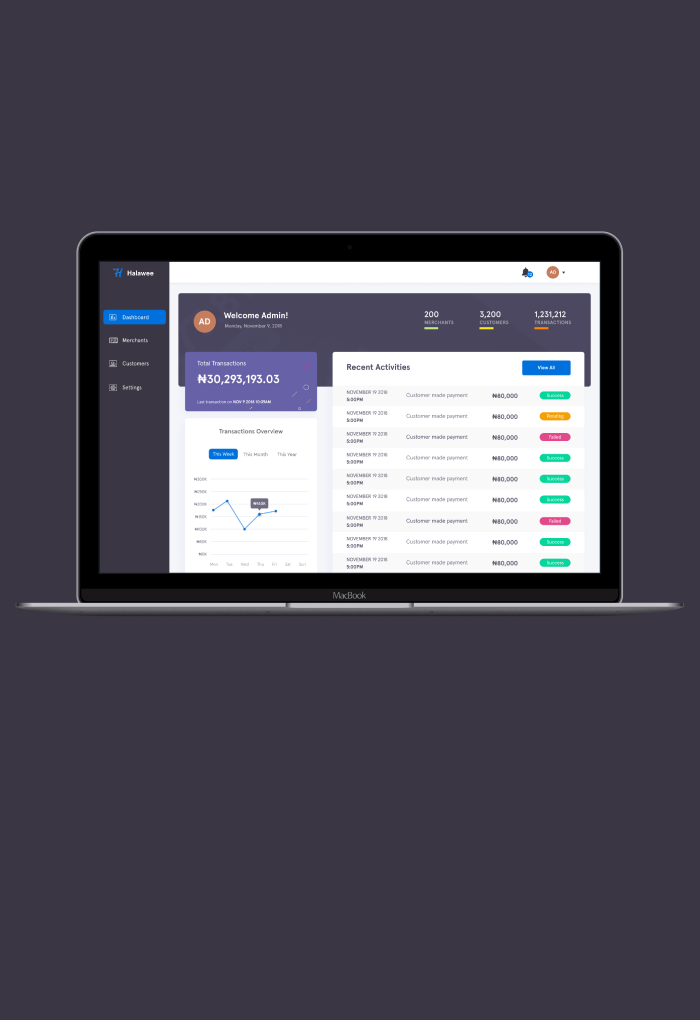 Halawee
AD
Dashboard
Merchants
Customers
Settings
AD
Welcome Admin!
Monday, November 9, 2018
200
MERCHANTS
3,200
CUSTOMERS
1,231,212
TRANSACTIONS
Total Transactions
₦30,293,193.03
Last transaction on NOV 9 2018 10:09AM
Transactions Overview
This Week
This Month
This Year
Mon Tue Wed Thu Fri Sat Sun
Recent Activities
View All
NOVEMBER 19 2018
5:00PM
Customer made payment
₦80,000
Success
NOVEMBER 19 2018
5:00PM
Customer made payment
₦80,000
Pending
NOVEMBER 19 2018
5:00PM
Customer made payment
₦80,000
Failed
NOVEMBER 19 2018
5:00PM
Customer made payment
₦80,000
Success
NOVEMBER 19 2018
5:00PM
Customer made payment
₦80,000
Success
NOVEMBER 19 2018
5:00PM
Customer made payment
₦80,000
Success
NOVEMBER 19 2018
5:00PM
Customer made payment
₦80,000
Failed
NOVEMBER 19 2018
5:00PM
Customer made payment
₦80,000
Success
NOVEMBER 19 2018
5:00PM
Customer made payment
₦80,000
Success
MacBook